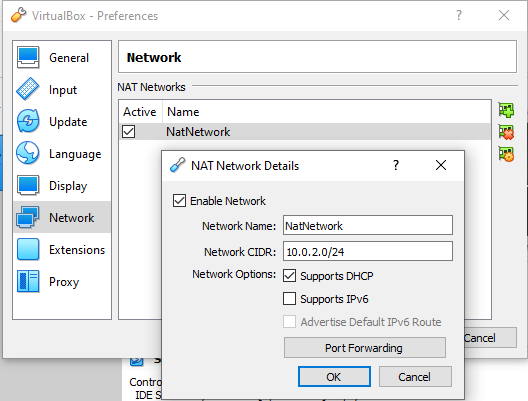 VirtualBox - Preferences ? ×
General
Input
Update
Language
Display
Network
Extensions
Proxy
Network
NAT Networks
Active Name
NatNetwork
NAT Network Details ? ×
Enable Network
Network Name: NatNetwork
Network CIDR: 10.0.2.0/24
Network Options: Supports DHCP
Supports IPv6
Advertise Default IPv6 Route
Port Forwarding
OK Cancel
Cancel
Contro
IDE S